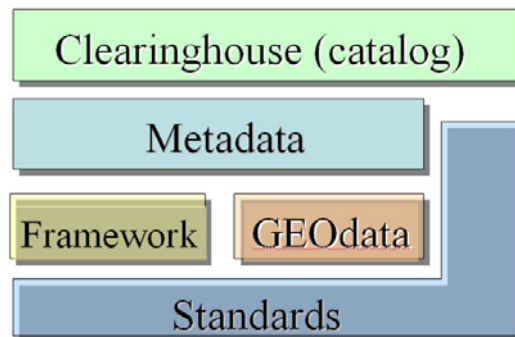 Clearinghouse (catalog)
Metadata
Framework
GEOdata
Standards